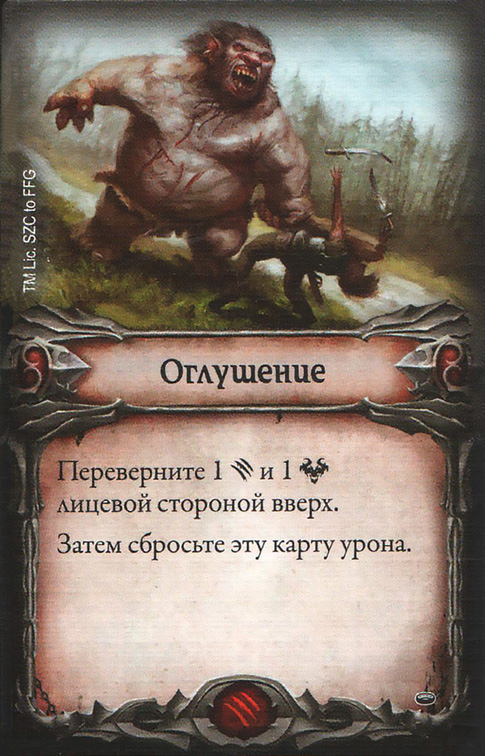 TM Lic. SZC to FFG
Оглушение
Переверните 1 и 1
лицевой стороной вверх.
Затем сбросьте эту карту урона.